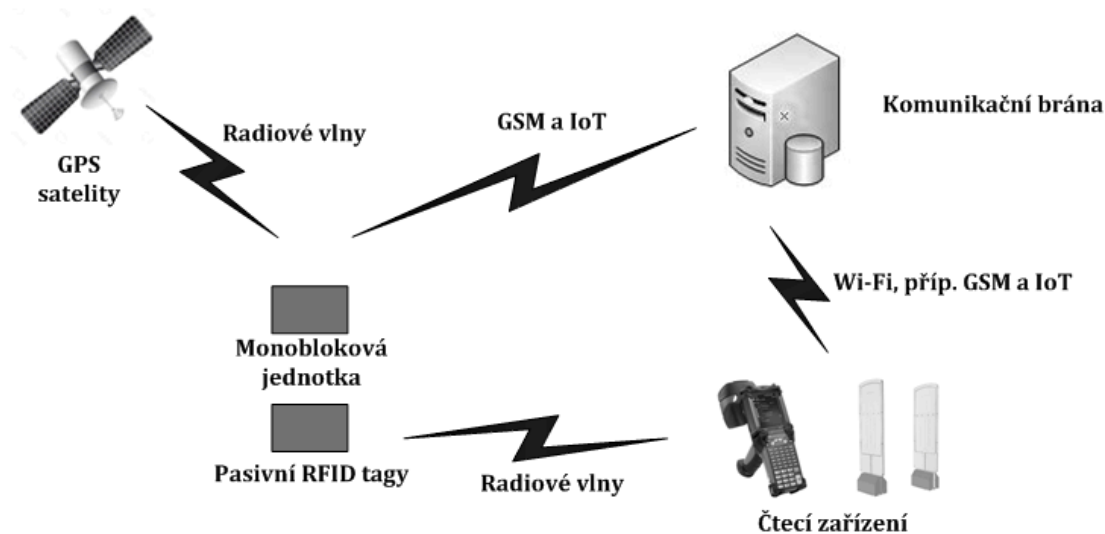 GPS
satelity
Radiové vlny
GSM a IoT
Komunikační brána
Wi-Fi, příp. GSM a IoT
Monobloková
jednotka
Pasivní RFID tagy
Radiové vlny
Čtecí zařízení